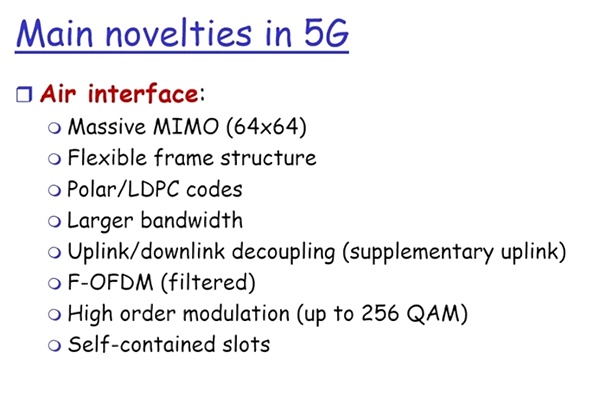 Main novelties in 5G
Air interface:
Massive MIMO (64x64)
Flexible frame structure
Polar/LDPC codes
Larger bandwidth
Uplink/downlink decoupling (supplementary uplink)
F-OFDM (filtered)
High order modulation (up to 256 QAM)
Self-contained slots